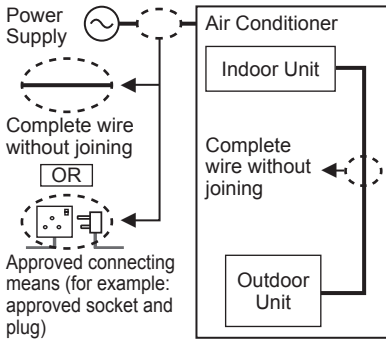 Power
Supply
Complete wire
without joining
OR
Approved connecting
means (for example:
approved socket and
plug)
Air Conditioner
Indoor Unit
Complete
wire without
joining
Outdoor
Unit